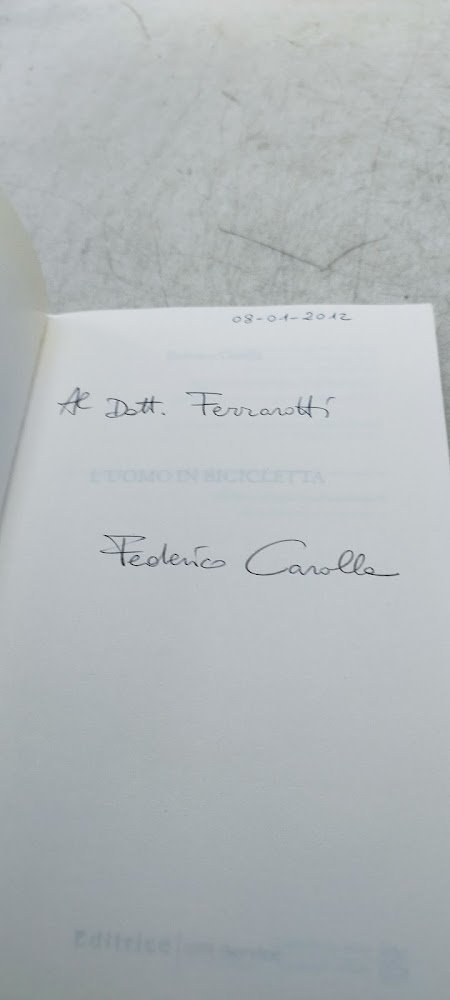 08-01-2012
Al Dott. Ferrarotti
L'UOMO IN BICICLETTA
Federico Carolla
Editrice